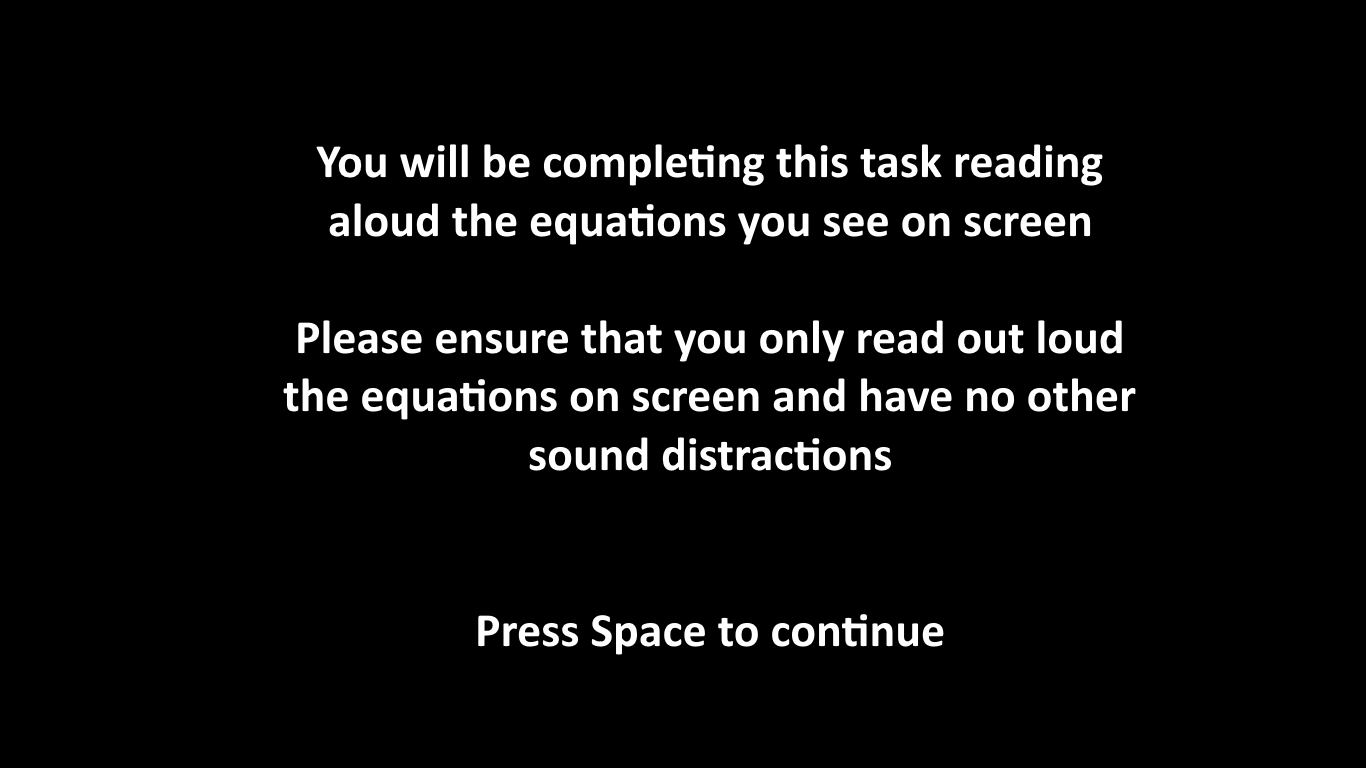 You will be completing this task reading
aloud the equations you see on screen
Please ensure that you only read out loud
the equations on screen and have no other
sound distractions
Press Space to continue